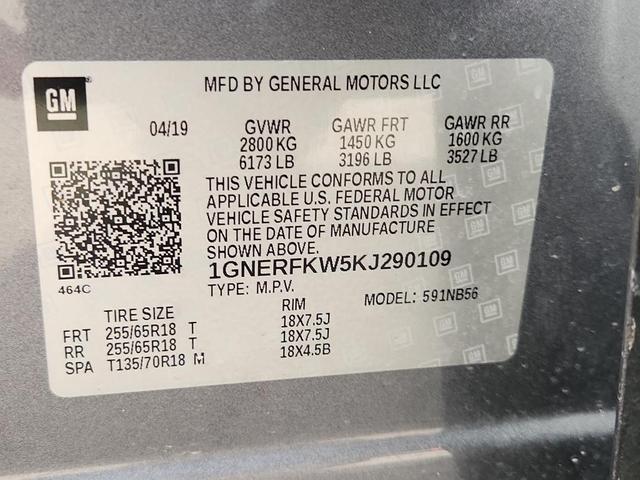 GM
MFD BY GENERAL MOTORS LLC
04/19 GVWR GAWR FRT GAWR RR
2800 KG 1450 KG 1600 KG
6173 LB 3196 LB 3527 LB
THIS VEHICLE CONFORMS TO ALL
APPLICABLE U.S. FEDERAL MOTOR
VEHICLE SAFETY STANDARDS IN EFFECT
ON THE DATE OF MANUFACTURE
SHOWN ABOVE.
1GNERFKW5KJ290109
464C
TYPE: M.P.V. MODEL: 591NB56
TIRE SIZE RIM
FRT 255/65R18 T 18X7.5J
RR 255/65R18 T 18X7.5J
SPA T135/70R18 M 18X4.5B